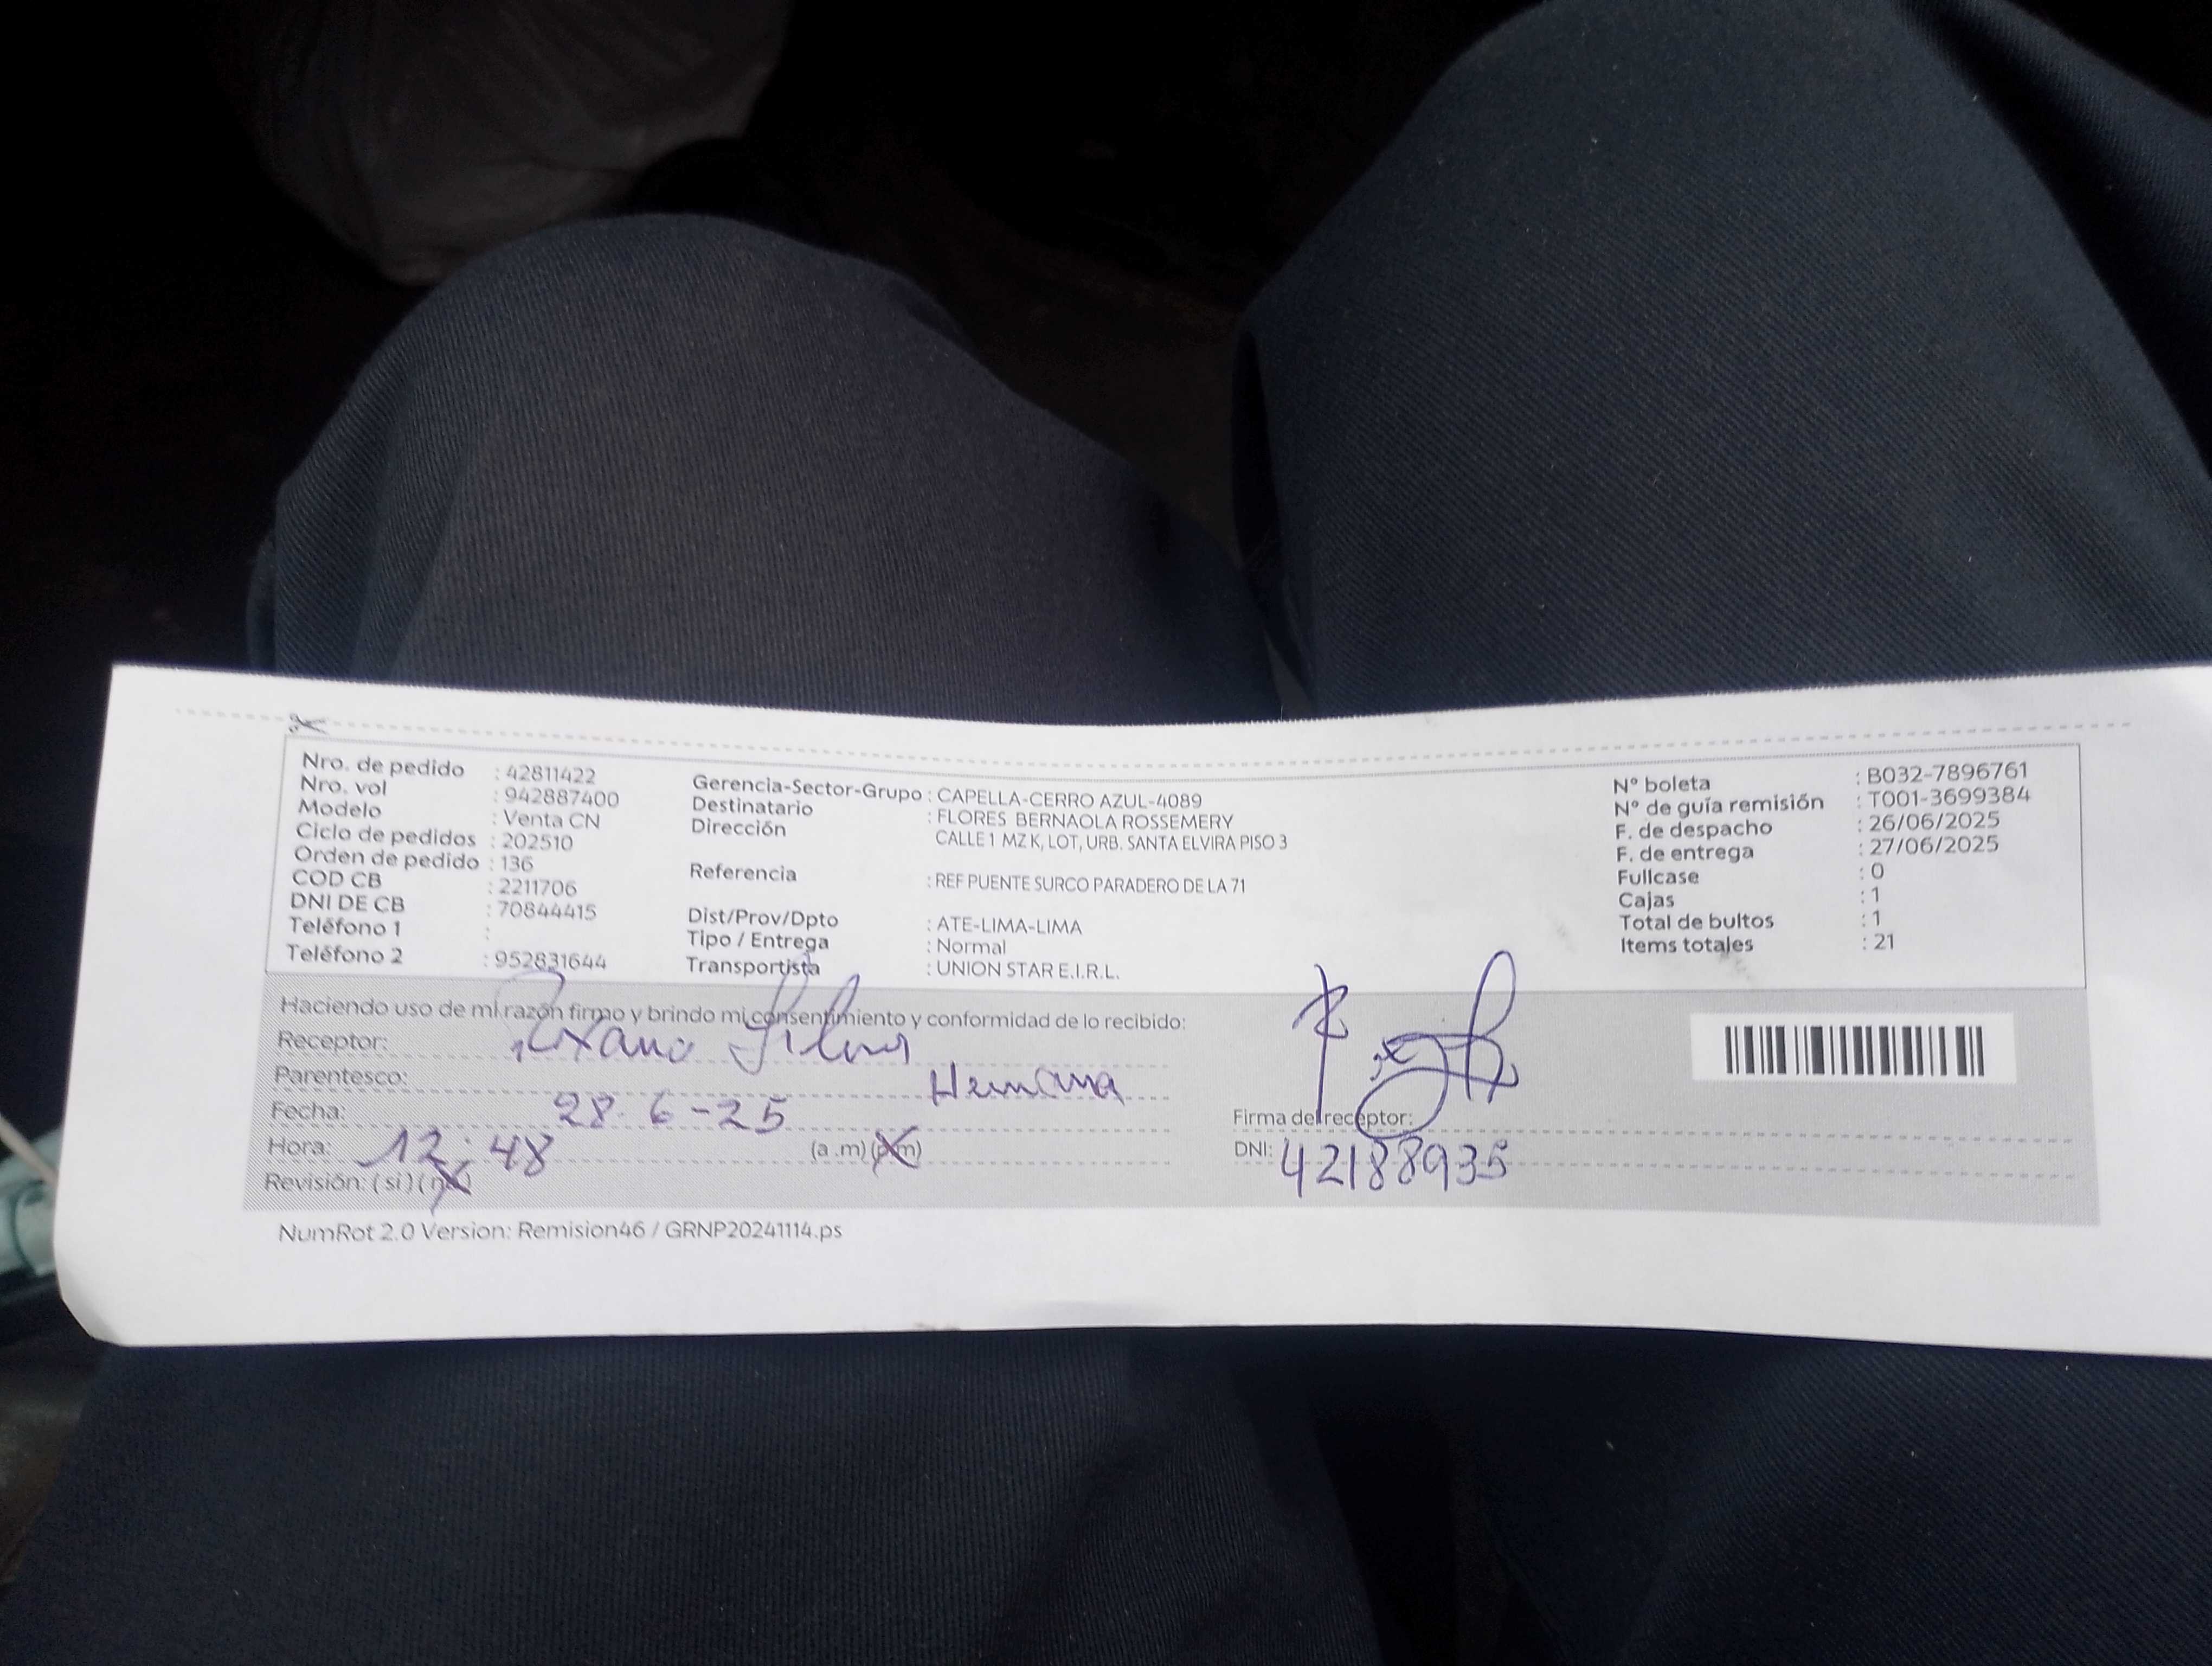 Nro. de pedido : 42811422
Nro. vol : 942887400
Modelo : Venta CN
Ciclo de pedidos : 202510
Orden de pedido : 136
COD CB : 2211706
DNI DE CB : 70844415
Teléfono 1 :
Teléfono 2 : 952831644
Gerencia-Sector-Grupo : CAPELLA-CERRO AZUL-4089
Destinatario : FLORES BERNAOLA ROSSEMERY
Dirección CALLE 1 MZ K, LOT, URB. SANTA ELVIRA PISO 3
Referencia : REF PUENTE SURCO PARADERO DE LA 71
Dist/Prov/Dpto : ATE-LIMA-LIMA
Tipo / Entrega : Normal
Transportista : UNION STAR E.I.R.L.
N° boleta : B032-7896761
N° de guía remisión : T001-3699384
F. de despacho : 26/06/2025
F. de entrega : 27/06/2025
Fullcase : 0
Cajas : 1
Total de bultos : 1
Items totales : 21
Haciendo uso de mi razón firmo y brindo mi consentimiento y conformidad de lo recibido:
Receptor:
Parentesco: Hermana
Fecha: 28-6-25
Hora: 12:48 (a.m) (p.m)
Revisión: (si) (no)
Firma del receptor:
DNI: 42188935
NumRot 2.0 Version: Remision46 / GRNP20241114.ps